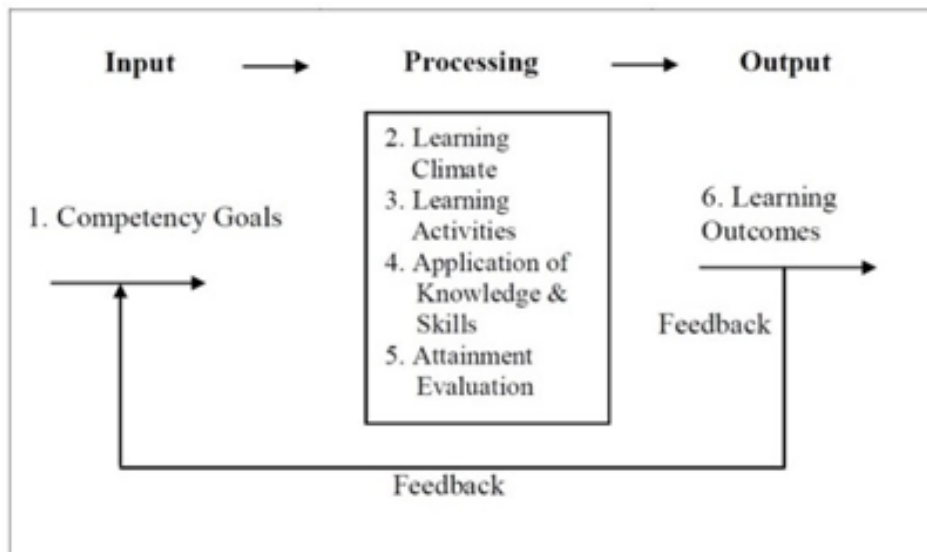 Input Processing Output
1. Competency Goals
2. Learning
Climate
3. Learning
Activities
4. Application of
Knowledge &
Skills
5. Attainment
Evaluation
6. Learning
Outcomes
Feedback
Feedback